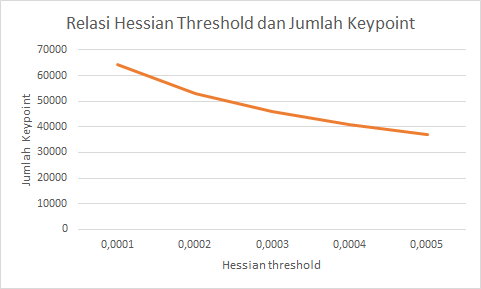 Relasi Hessian Threshold dan Jumlah Keypoint
70000
60000
50000
40000
30000
20000
10000
0
Jumlah Keypoint
0,0001 0,0002 0,0003 0,0004 0,0005
Hessian threshold